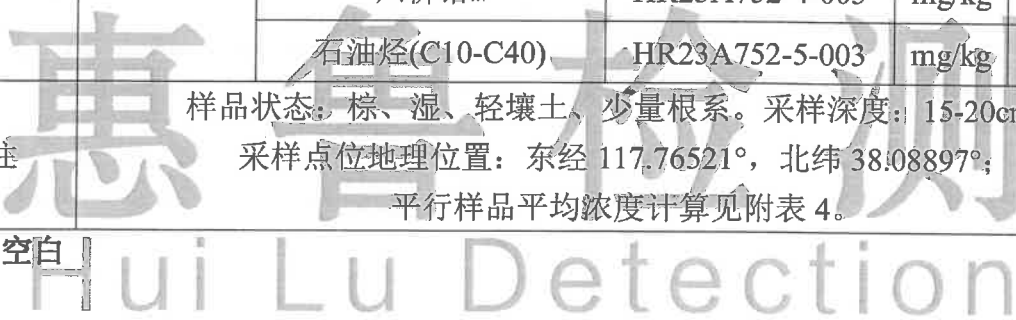 mg/kg
石油烃(C10-C40) HR23A752-5-003 mg/kg
样品状态：棕、湿、轻壤土、少量根系。采样深度：15-20cm
注 采样点位地理位置：东经 117.76521°，北纬 38.08897°；
平行样品平均浓度计算见附表 4。
空白
惠鲁检测
Hui Lu Detection